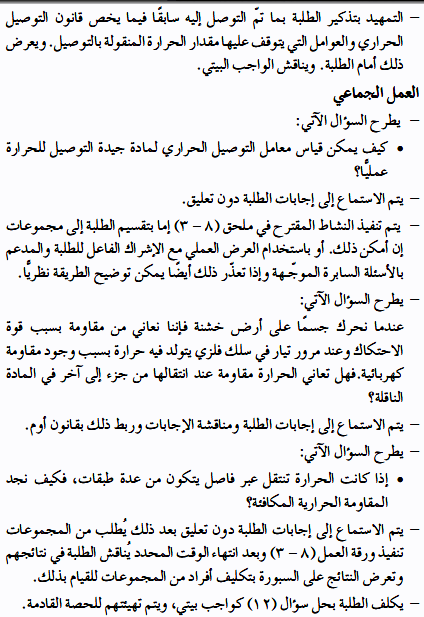 – التمهيد بتذكير الطلبة بما تمّ التوصل إليه سابقًا فيما يخص قانون التوصيل
الحراري والعوامل التي يتوقف عليها مقدار الحرارة المنقولة بالتوصيل. ويعرض
ذلك أمام الطلبة. ويناقش الواجب البيتي.
العمل الجماعي
– يطرح السؤال الآتي:
• كيف يمكن قياس معامل التوصيل الحراري لمادة جيدة التوصيل للحرارة
عمليًّا؟
– يتم الاستماع إلى إجابات الطلبة دون تعليق.
– يتم تنفيذ النشاط المقترح في ملحق (٨ – ٣) إما بتقسيم الطلبة إلى مجموعات
إن أمكن ذلك. أو باستخدام العرض العملي مع الإشراك الفاعل للطلبة والمدعم
بالأسئلة السابرة الموجّهة وإذا تعذّر ذلك أيضًا يمكن توضيح الطريقة نظريًّا.
– يطرح السؤال الآتي:
عندما نحرك جسمًا على أرض خشنة فإننا نعاني من مقاومة بسبب قوة
الاحتكاك وعند مرور تيار في سلك فلزي يتولد فيه حرارة بسبب وجود مقاومة
كهربائية.فهل تعاني الحرارة مقاومة عند انتقالها من جزء إلى آخر في المادة
الناقلة؟
– يتم الاستماع إلى إجابات الطلبة ومناقشة الإجابات وربط ذلك بقانون أوم.
– يطرح السؤال الآتي:
• إذا كانت الحرارة تنتقل عبر فاصل يتكون من عدة طبقات، فكيف نجد
المقاومة الحرارية المكافئة؟
– يتم الاستماع إلى إجابات الطلبة دون تعليق بعد ذلك يُطلب من المجموعات
تنفيذ ورقة العمل (٨ – ٣) وبعد انتهاء الوقت المحدد يُناقش الطلبة في نتائجهم
وتعرض النتائج على السبورة بتكليف أفراد من المجموعات للقيام بذلك.
– يكلف الطلبة بحل سؤال (١٢) كواجب بيتي، ويتم تهيئتهم للحصة القادمة.